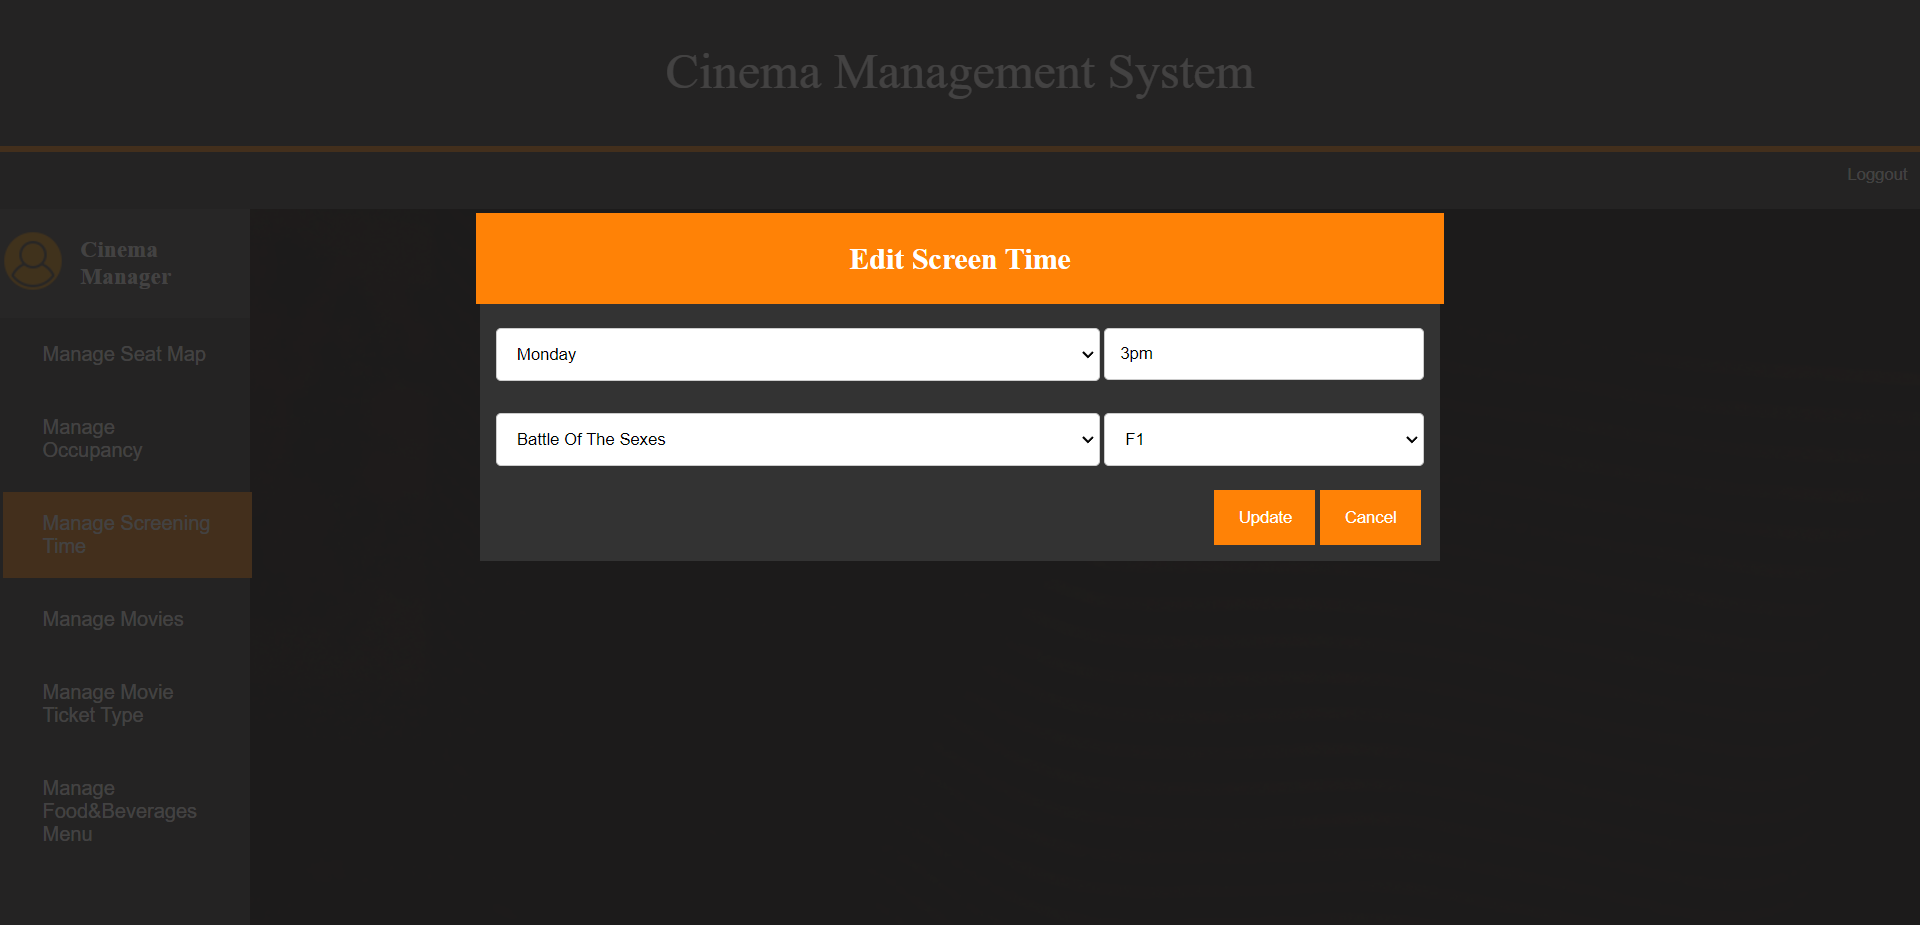 Cinema Management System
Loggout
Cinema
Manager
Manage Seat Map
Manage
Occupancy
Manage Screening
Time
Manage Movies
Manage Movie
Ticket Type
Manage
Food&Beverages
Menu
Edit Screen Time
Monday 3pm
Battle Of The Sexes F1
Update Cancel